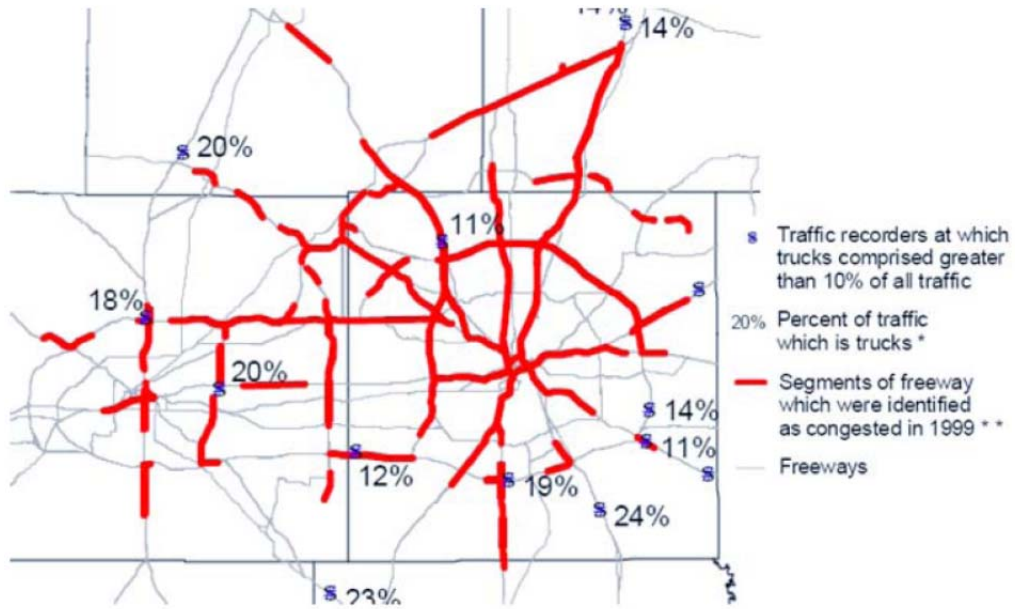 14%
14%
20%
11%
18%
20%
14%
11%
12%
19%
24%
23%
Traffic recorders at which
trucks comprised greater
than 10% of all traffic
20% Percent of traffic
which is trucks *
Segments of freeway
which were identified
as congested in 1999 * *
Freeways